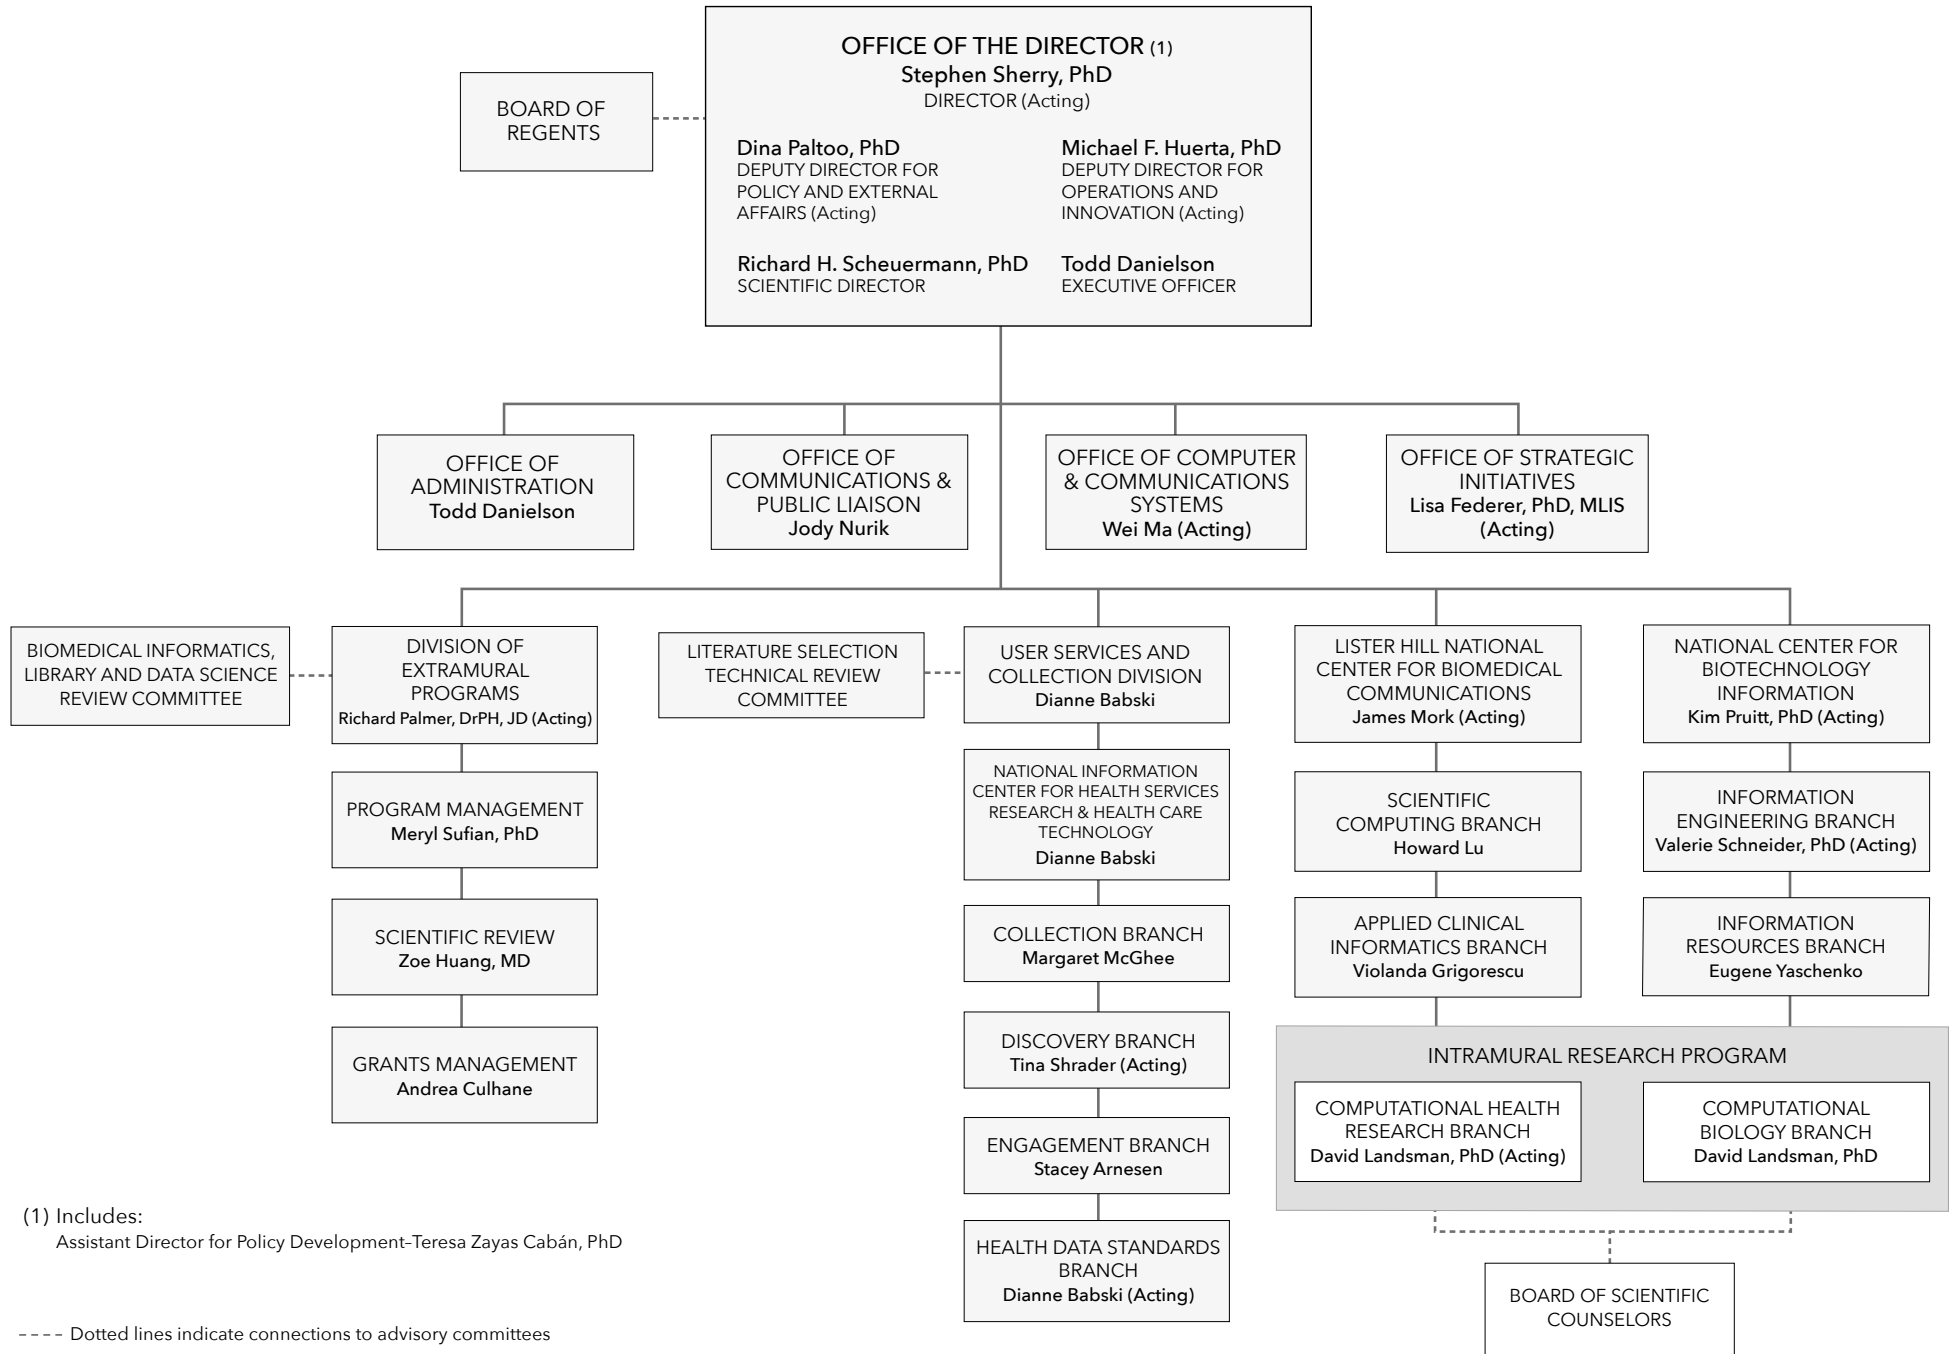 OFFICE OF THE DIRECTOR (1)
Stephen Sherry, PhD
DIRECTOR (Acting)
BOARD OF
REGENTS
Dina Paltoo, PhD
DEPUTY DIRECTOR FOR
POLICY AND EXTERNAL
AFFAIRS (Acting)
Michael F. Huerta, PhD
DEPUTY DIRECTOR FOR
OPERATIONS AND
INNOVATION (Acting)
Richard H. Scheuermann, PhD
SCIENTIFIC DIRECTOR
Todd Danielson
EXECUTIVE OFFICER
OFFICE OF
ADMINISTRATION
Todd Danielson
OFFICE OF
COMMUNICATIONS &
PUBLIC LIAISON
Jody Nurik
OFFICE OF COMPUTER
& COMMUNICATIONS
SYSTEMS
Wei Ma (Acting)
OFFICE OF STRATEGIC
INITIATIVES
Lisa Federer, PhD, MLIS
(Acting)
BIOMEDICAL INFORMATICS,
LIBRARY AND DATA SCIENCE
REVIEW COMMITTEE
DIVISION OF
EXTRAMURAL
PROGRAMS
Richard Palmer, DrPH, JD (Acting)
PROGRAM MANAGEMENT
Meryl Sufian, PhD
SCIENTIFIC REVIEW
Zoe Huang, MD
GRANTS MANAGEMENT
Andrea Culhane
LITERATURE SELECTION
TECHNICAL REVIEW
COMMITTEE
USER SERVICES AND
COLLECTION DIVISION
Dianne Babski
NATIONAL INFORMATION
CENTER FOR HEALTH SERVICES
RESEARCH & HEALTH CARE
TECHNOLOGY
Dianne Babski
COLLECTION BRANCH
Margaret McGhee
DISCOVERY BRANCH
Tina Shrader (Acting)
ENGAGEMENT BRANCH
Stacey Arnesen
HEALTH DATA STANDARDS
BRANCH
Dianne Babski (Acting)
LISTER HILL NATIONAL
CENTER FOR BIOMEDICAL
COMMUNICATIONS
James Mork (Acting)
SCIENTIFIC
COMPUTING BRANCH
Howard Lu
APPLIED CLINICAL
INFORMATICS BRANCH
Violanda Grigorescu
NATIONAL CENTER FOR
BIOTECHNOLOGY
INFORMATION
Kim Pruitt, PhD (Acting)
INFORMATION
ENGINEERING BRANCH
Valerie Schneider, PhD (Acting)
INFORMATION
RESOURCES BRANCH
Eugene Yaschenko
INTRAMURAL RESEARCH PROGRAM
COMPUTATIONAL HEALTH
RESEARCH BRANCH
David Landsman, PhD (Acting)
COMPUTATIONAL
BIOLOGY BRANCH
David Landsman, PhD
BOARD OF SCIENTIFIC
COUNSELORS
(1) Includes:
Assistant Director for Policy Development–Teresa Zayas Cabán, PhD
---- Dotted lines indicate connections to advisory committees